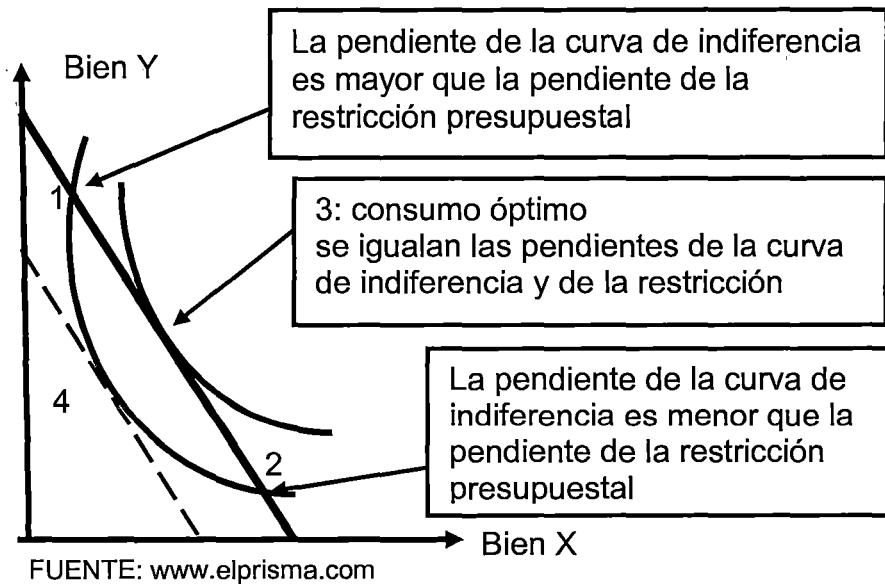 Bien Y
La pendiente de la curva de indiferencia
es mayor que la pendiente de la
restricción presupuestal
1
3: consumo óptimo
se igualan las pendientes de la curva
de indiferencia y de la restricción
4
La pendiente de la curva de
indiferencia es menor que la
pendiente de la restricción
presupuestal
2
Bien X
FUENTE: www.elprisma.com